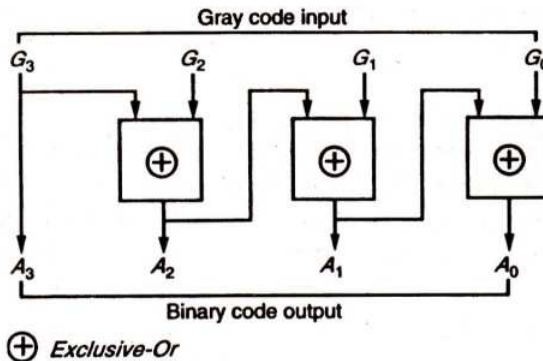 Gray code input
G3 G2 G1 G0
A3 A2 A1 A0
Binary code output
⊕ Exclusive-Or